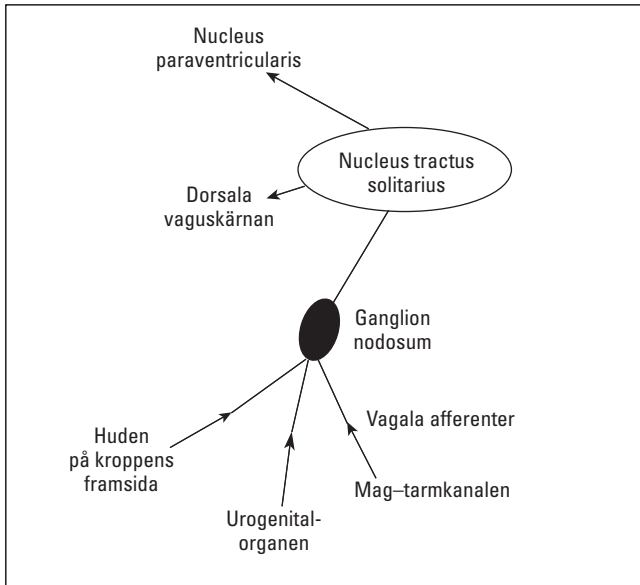 Nucleus
paraventricularis
Nucleus tractus
solitarius
Dorsala
vaguskärnan
Ganglion
nodosum
Vagala afferenter
Huden
på kroppens
framsida
Mag–tarmkanalen
Urogenital-
organen